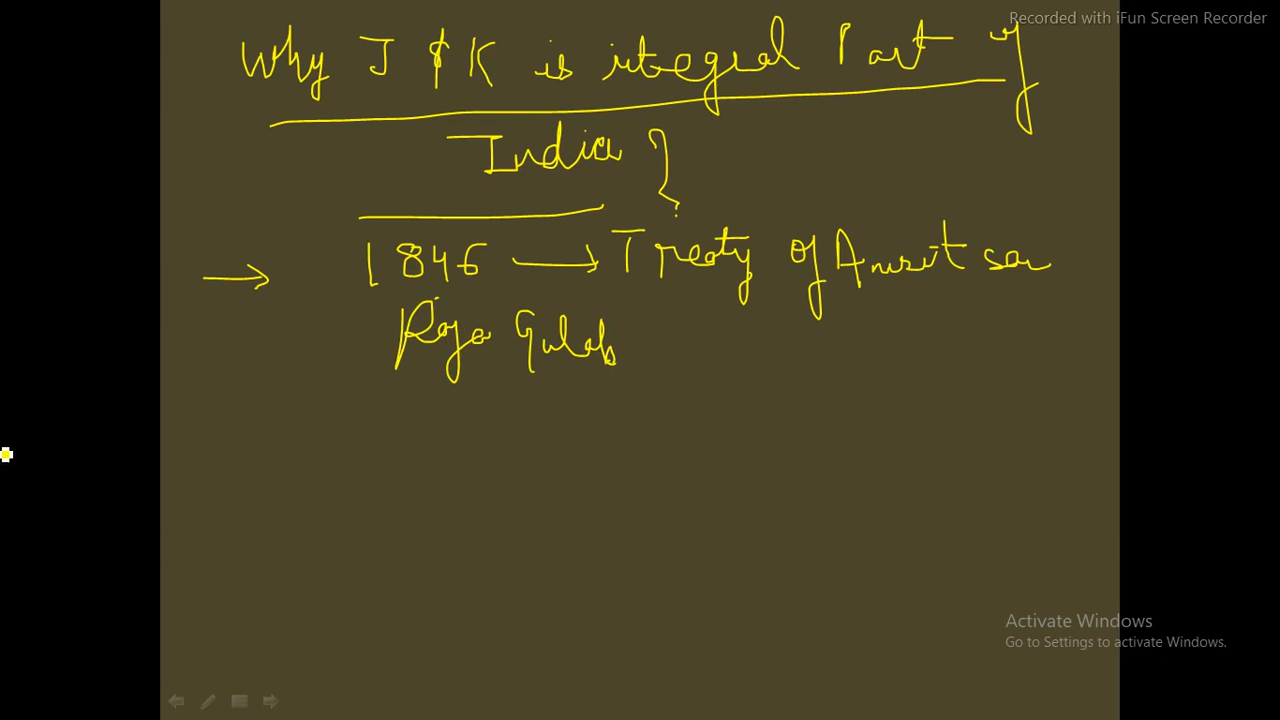 Recorded with iFun Screen Recorder
Why J & K is integral Part of
India ?
→ 1846 → Treaty of Amritsar
Raja Gulab
Activate Windows
Go to Settings to activate Windows.